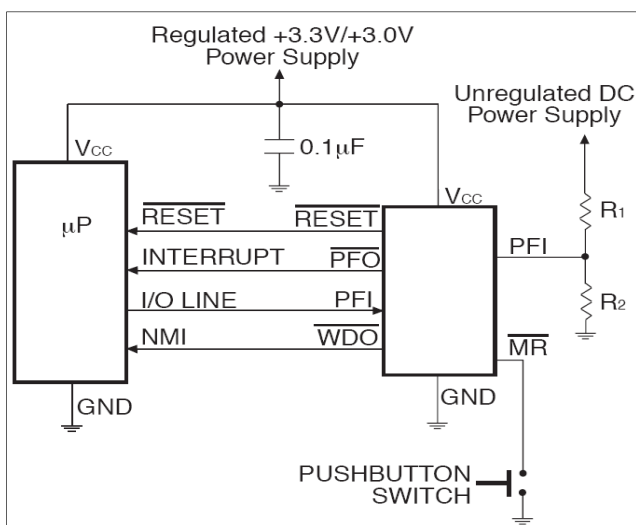 Regulated +3.3V/+3.0V
Power Supply
Unregulated DC
Power Supply
0.1µF
VCC
VCC
µP
RESET
RESET
R1
INTERRUPT
PFO
PFI
I/O LINE
PFI
R2
NMI
WDO
MR
GND
GND
PUSHBUTTON
SWITCH